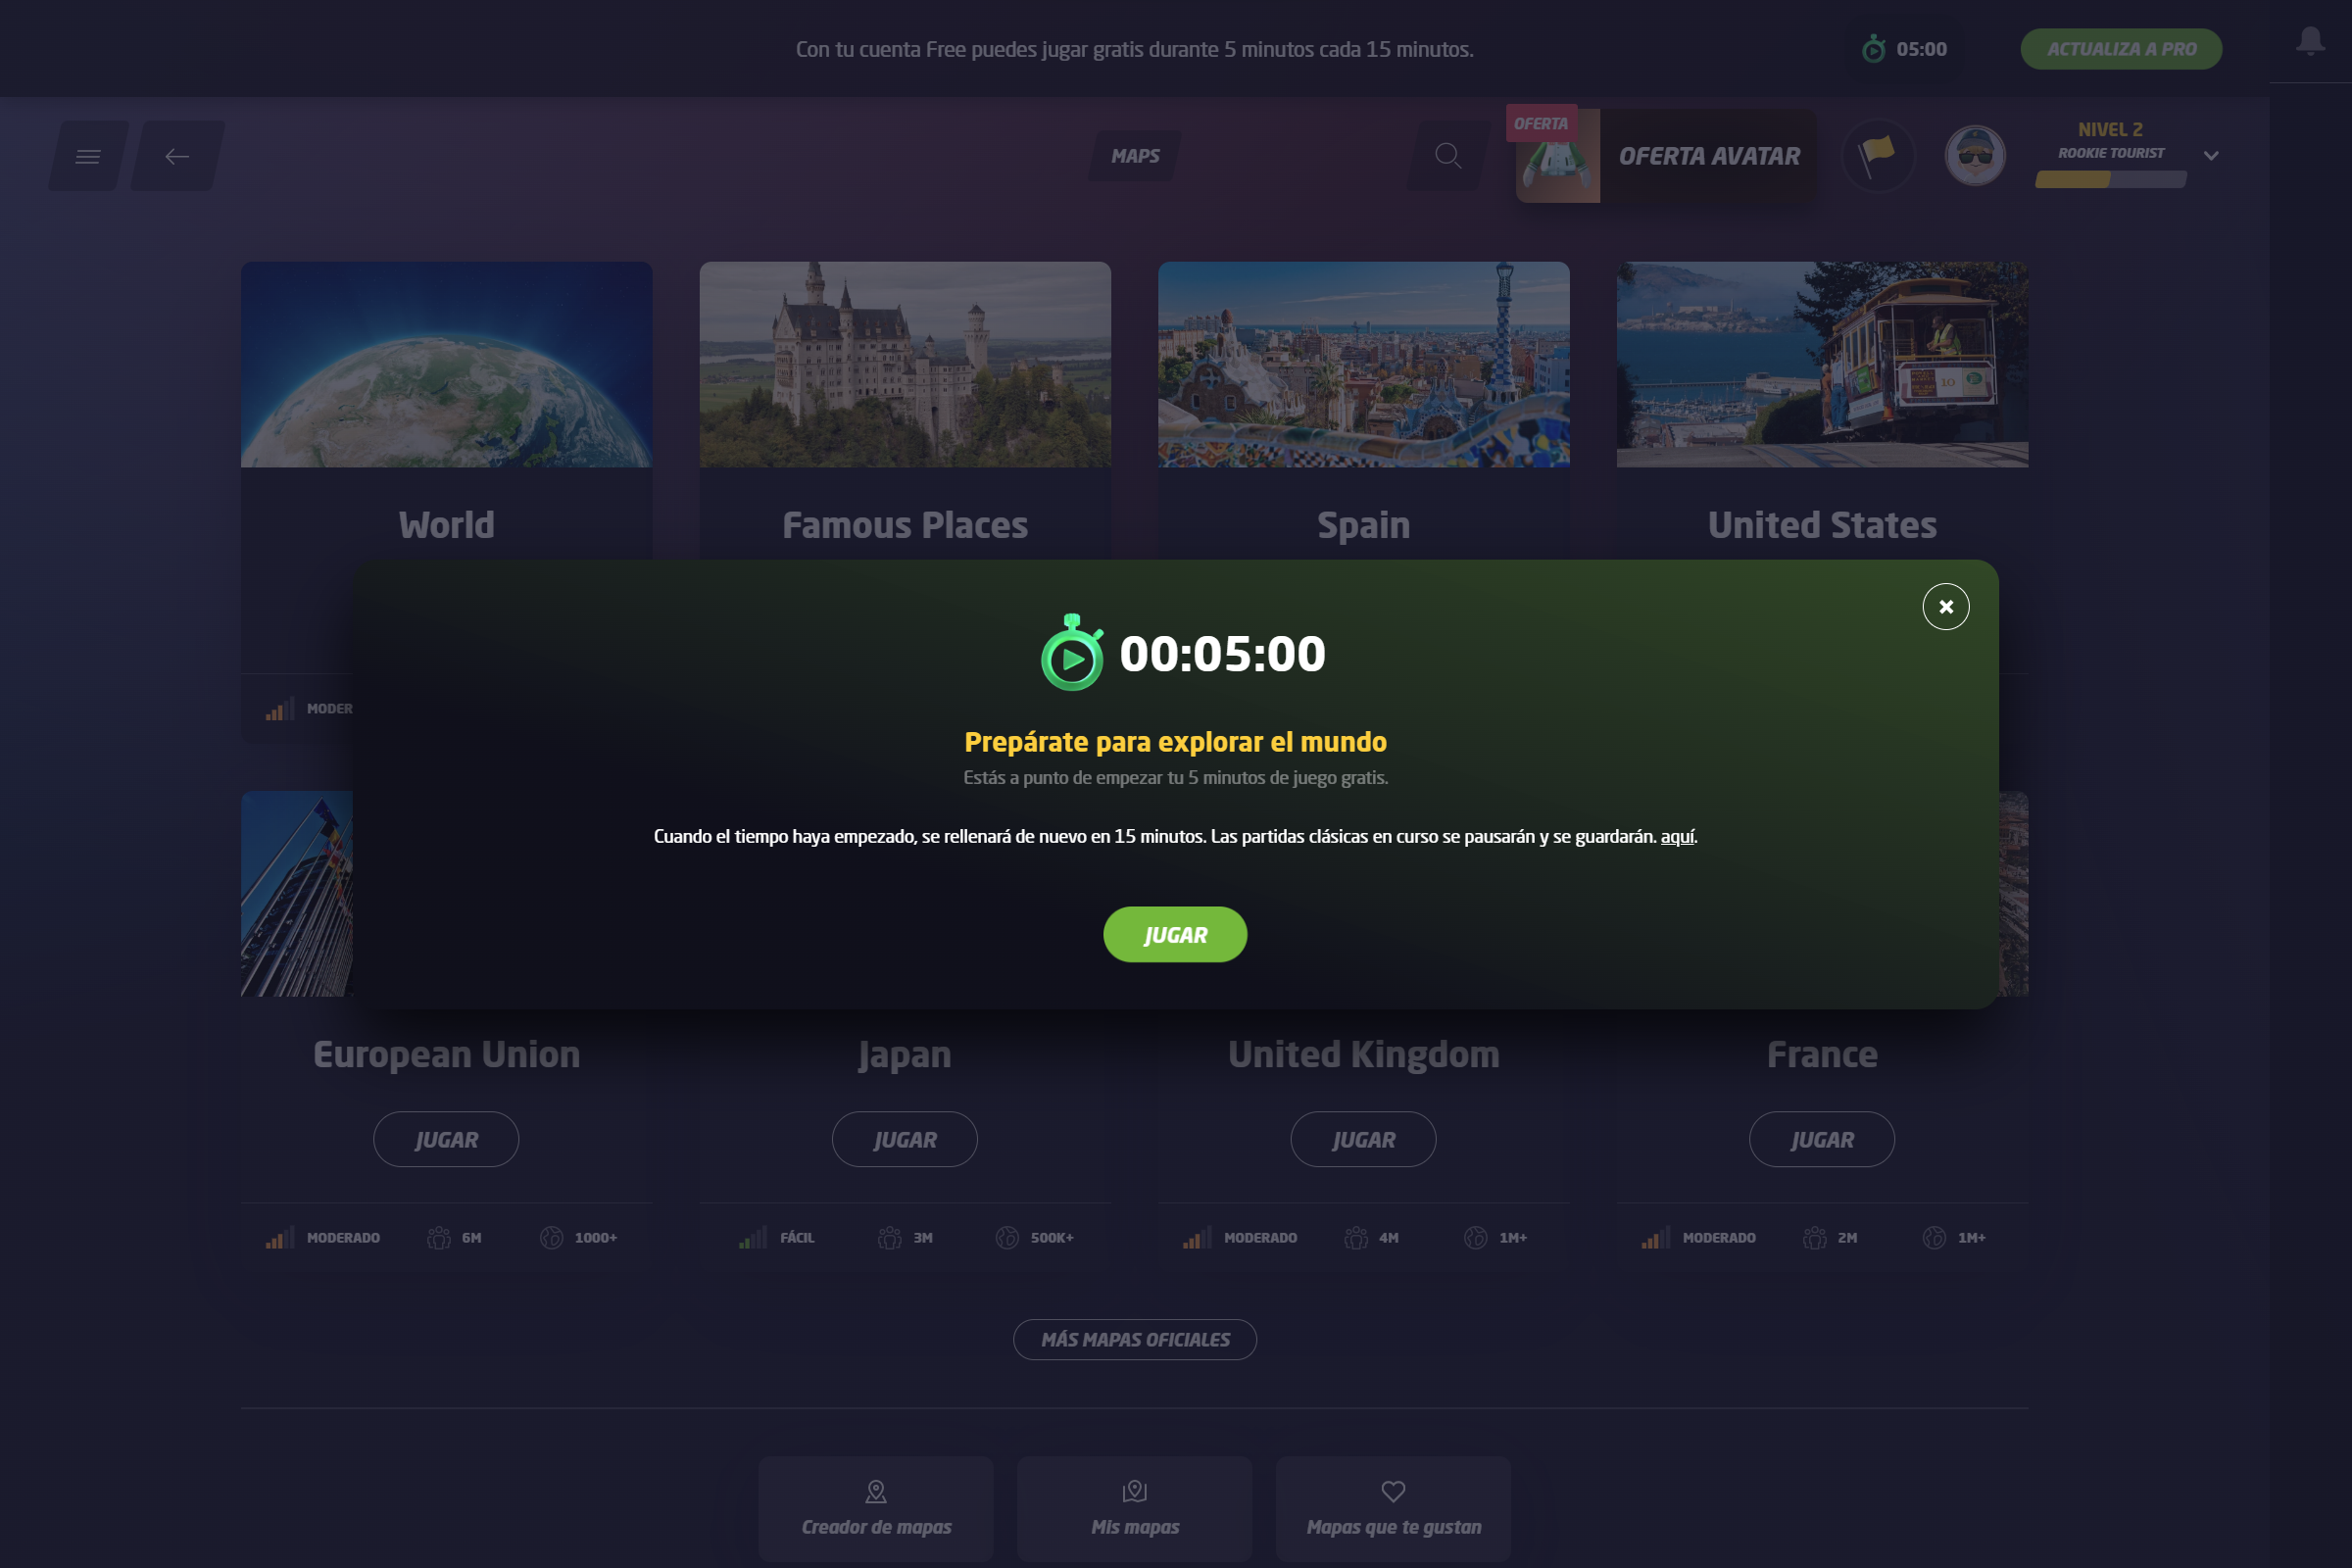 Con tu cuenta Free puedes jugar gratis durante 5 minutos cada 15 minutos.
05:00
ACTUALIZA A PRO
MAPS
OFERTA
OFERTA AVATAR
NIVEL 2
ROOKIE TOURIST
World
Famous Places
Spain
United States
00:05:00
Prepárate para explorar el mundo
Estás a punto de empezar tu 5 minutos de juego gratis.
Cuando el tiempo haya empezado, se rellenará de nuevo en 15 minutos. Las partidas clásicas en curso se pausarán y se guardarán. aquí.
JUGAR
MODER
European Union
Japan
United Kingdom
France
JUGAR
JUGAR
JUGAR
JUGAR
MODERADO 6M 1000+
FÁCIL 3M 500K+
MODERADO 4M 1M+
MODERADO 2M 1M+
MÁS MAPAS OFICIALES
Creador de mapas
Mis mapas
Mapas que te gustan